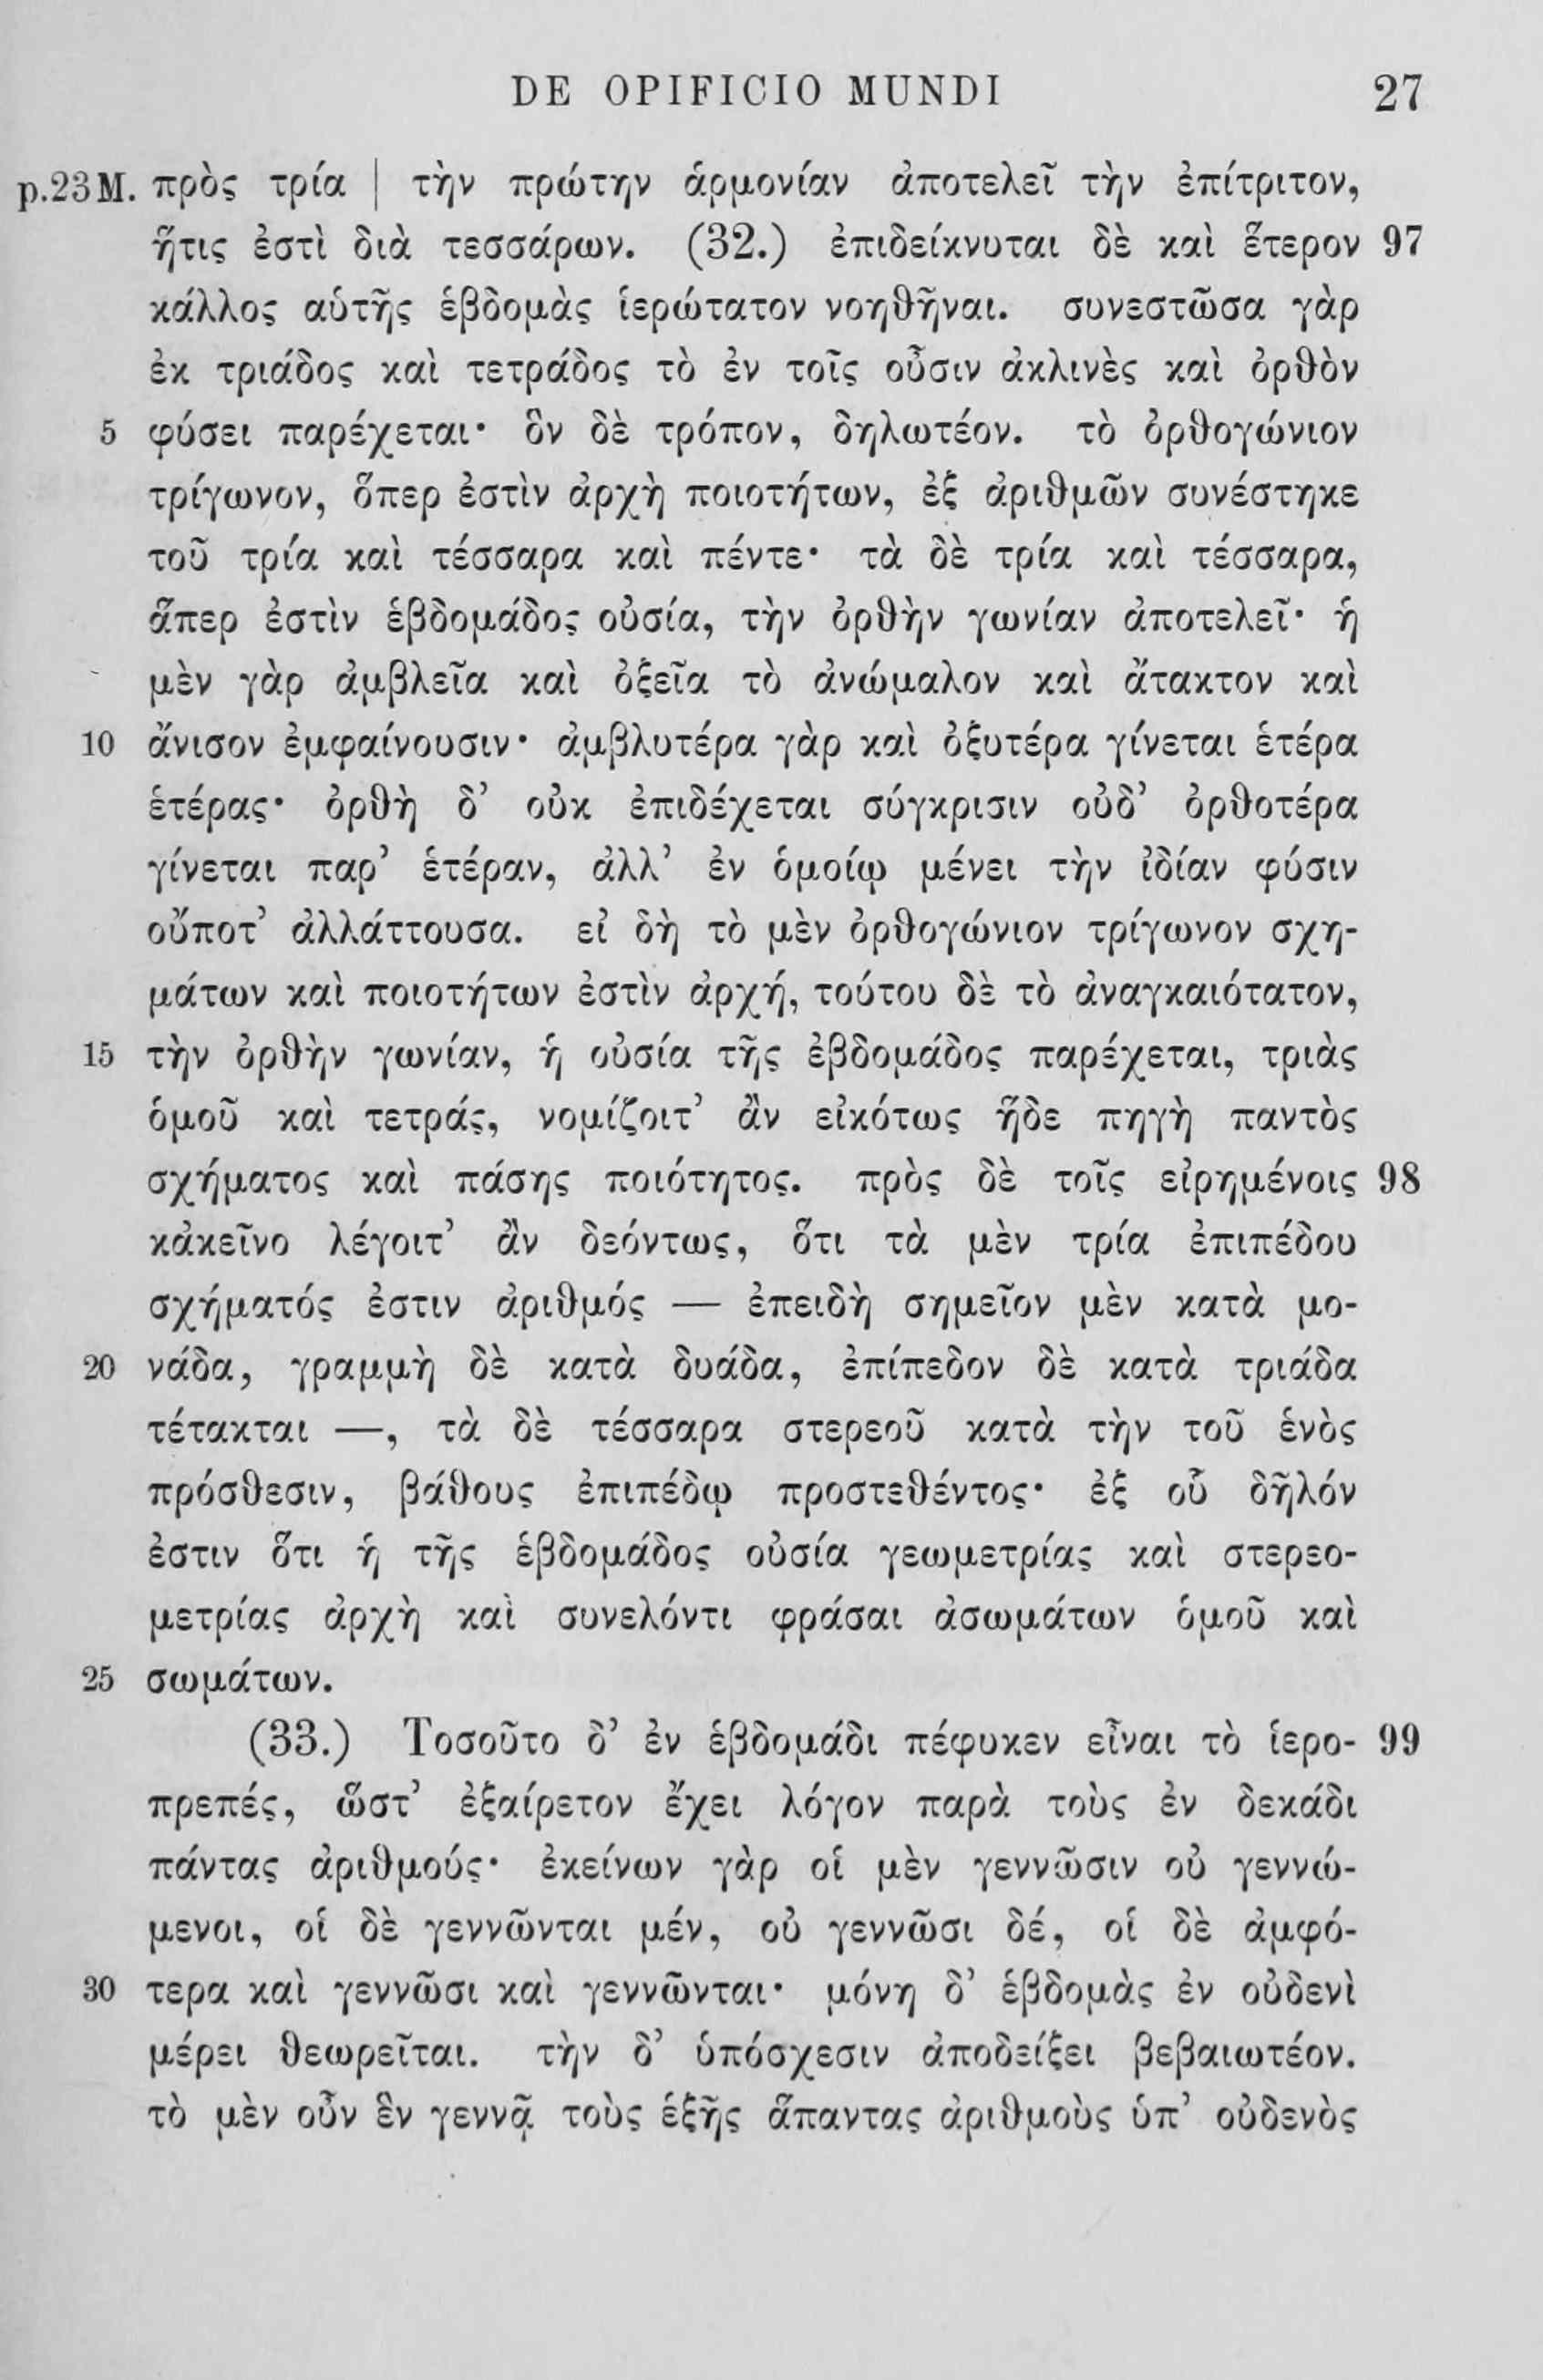 DE OPIFICIO MUNDI 27
p.23M. πρὸς τρία | τὴν πρώτην ἁρμονίαν ἀποτελεῖ τὴν ἐπίτριτον,
ἥτις ἐστὶ διὰ τεσσάρων. (32.) ἐπιδείκνυται δὲ καὶ ἕτερον 97
κάλλος αὑτῆς ἑβδομὰς ἱερώτατον νοηθῆναι. συνεστῶσα γὰρ
ἐκ τριάδος καὶ τετράδος τὸ ἐν τοῖς οὖσιν ἀκλινὲς καὶ ὀρθὸν
5 φύσει παρέχεται· ὃν δὲ τρόπον, δηλωτέον. τὸ ὀρθογώνιον
τρίγωνον, ὅπερ ἐστὶν ἀρχὴ ποιοτήτων, ἐξ ἀριθμῶν συνέστηκε
τοῦ τρία καὶ τέσσαρα καὶ πέντε· τὰ δὲ τρία καὶ τέσσαρα,
ἅπερ ἐστὶν ἑβδομάδος οὐσία, τὴν ὀρθὴν γωνίαν ἀποτελεῖ· ἡ
μὲν γὰρ ἀμβλεῖα καὶ ὀξεῖα τὸ ἀνώμαλον καὶ ἄτακτον καὶ
10 ἄνισον ἐμφαίνουσιν· ἀμβλυτέρα γὰρ καὶ ὀξυτέρα γίνεται ἑτέρα
ἑτέρας· ὀρθὴ δ’ οὐκ ἐπιδέχεται σύγκρισιν οὐδ’ ὀρθοτέρα
γίνεται παρ’ ἑτέραν, ἀλλ’ ἐν ὁμοίῳ μένει τὴν ἰδίαν φύσιν
οὔποτ’ ἀλλάττουσα. εἰ δὴ τὸ μὲν ὀρθογώνιον τρίγωνον σχη-
μάτων καὶ ποιοτήτων ἐστὶν ἀρχή, τούτου δὲ τὸ ἀναγκαιότατον,
15 τὴν ὀρθὴν γωνίαν, ἡ οὐσία τῆς ἑβδομάδος παρέχεται, τριὰς
ὁμοῦ καὶ τετράς, νομίζοιτ’ ἂν εἰκότως ἥδε πηγὴ παντὸς
σχήματος καὶ πάσης ποιότητος. πρὸς δὲ τοῖς εἰρημένοις 98
κἀκεῖνο λέγοιτ’ ἂν δεόντως, ὅτι τὰ μὲν τρία ἐπιπέδου
σχήματός ἐστιν ἀριθμός — ἐπειδὴ σημεῖον μὲν κατὰ μο-
20 νάδα, γραμμὴ δὲ κατὰ δυάδα, ἐπίπεδον δὲ κατὰ τριάδα
τέτακται —, τὰ δὲ τέσσαρα στερεοῦ κατὰ τὴν τοῦ ἑνὸς
πρόσθεσιν, βάθους ἐπιπέδῳ προστεθέντος· ἐξ οὗ δῆλόν
ἐστιν ὅτι ἡ τῆς ἑβδομάδος οὐσία γεωμετρίας καὶ στερεο-
μετρίας ἀρχὴ καὶ συνελόντι φράσαι ἀσωμάτων ὁμοῦ καὶ
25 σωμάτων.
(33.) Τοσοῦτο δ’ ἐν ἑβδομάδι πέφυκεν εἶναι τὸ ἱερο- 99
πρεπές, ὥστ’ ἐξαίρετον ἔχει λόγον παρὰ τοὺς ἐν δεκάδι
πάντας ἀριθμούς· ἐκείνων γὰρ οἱ μὲν γεννῶσιν οὐ γεννώ-
μενοι, οἱ δὲ γεννῶνται μέν, οὐ γεννῶσι δέ, οἱ δὲ ἀμφό-
30 τερα καὶ γεννῶσι καὶ γεννῶνται· μόνη δ’ ἑβδομὰς ἐν οὐδενὶ
μέρει θεωρεῖται. τὴν δ’ ὑπόσχεσιν ἀποδείξει βεβαιωτέον.
τὸ μὲν οὖν ἓν γεννᾷ τοὺς ἑξῆς ἅπαντας ἀριθμοὺς ὑπ’ οὐδενὸς